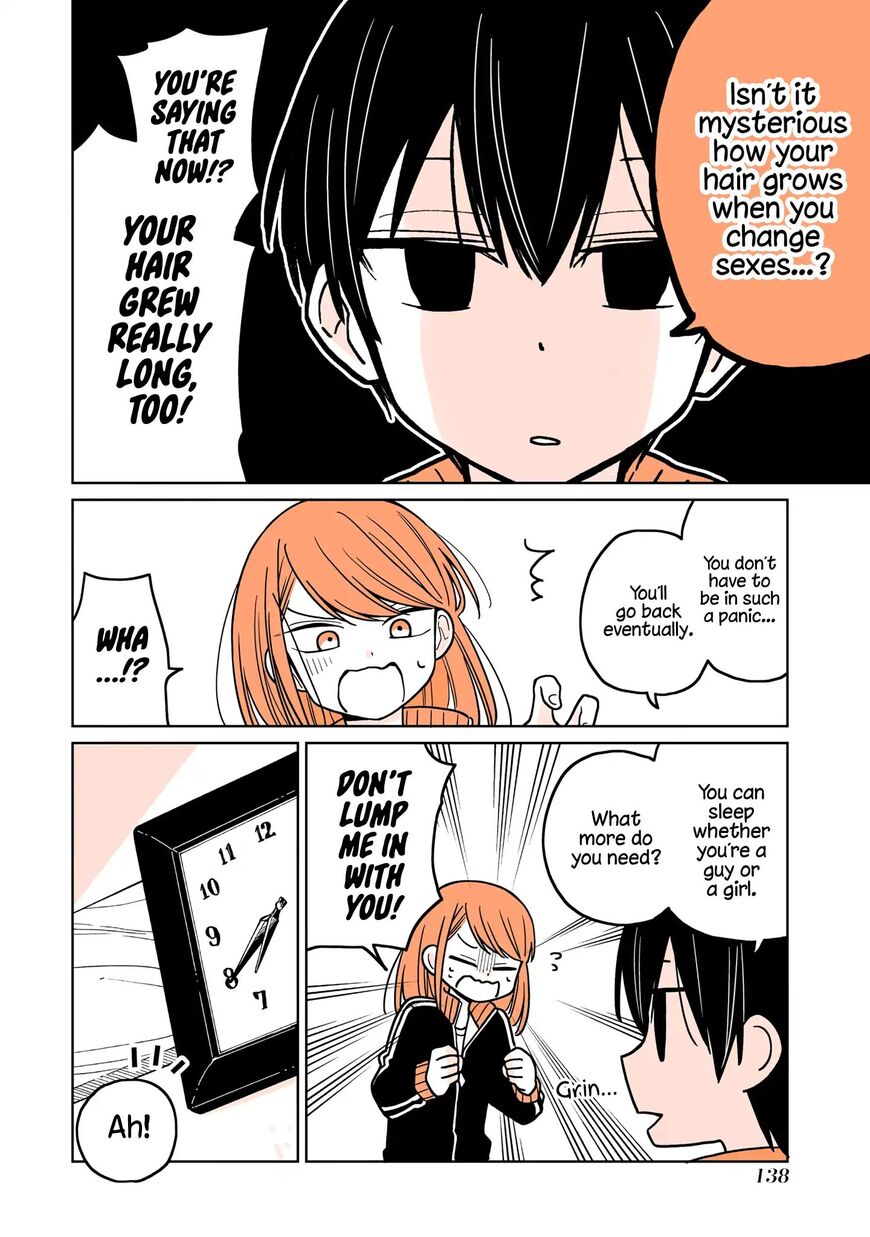 Isn't it
mysterious
how your
hair grows
when you
change
sexes...?
YOU'RE
SAYING
THAT
NOW!?
YOUR
HAIR
GREW
REALLY
LONG,
TOO!
You don't
have to
be in such
a panic...
You'll
go back
eventually.
WHA
....!?
You can
sleep
whether
you're a
guy or
a girl.
What
more do
you need?
DON'T
LUMP
ME IN
WITH
YOU!
Grin...
12
11
10
9
8
7
Ah!
138